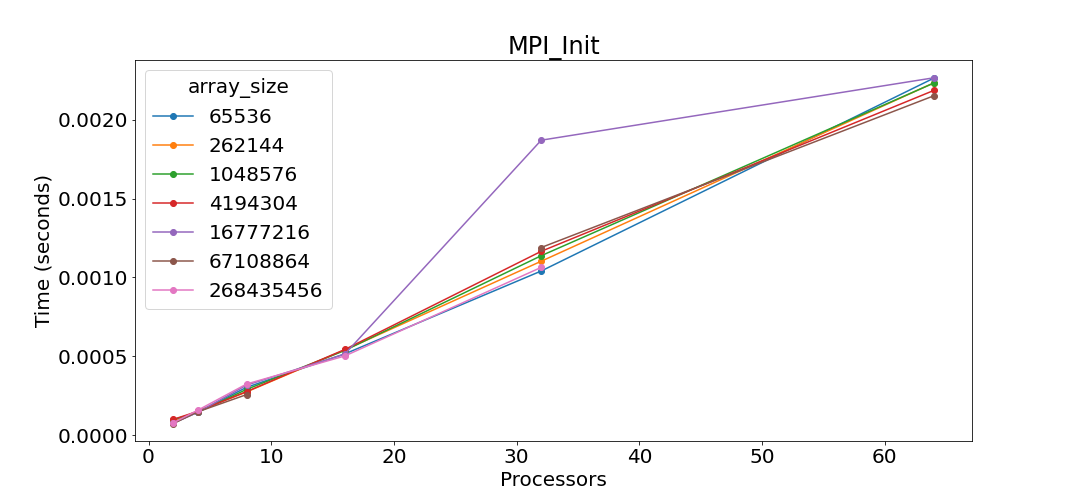 MPI_Init
array_size
65536
262144
1048576
4194304
16777216
67108864
268435456
Time (seconds)
0.0020
0.0015
0.0010
0.0005
0.0000
0 10 20 30 40 50 60
Processors